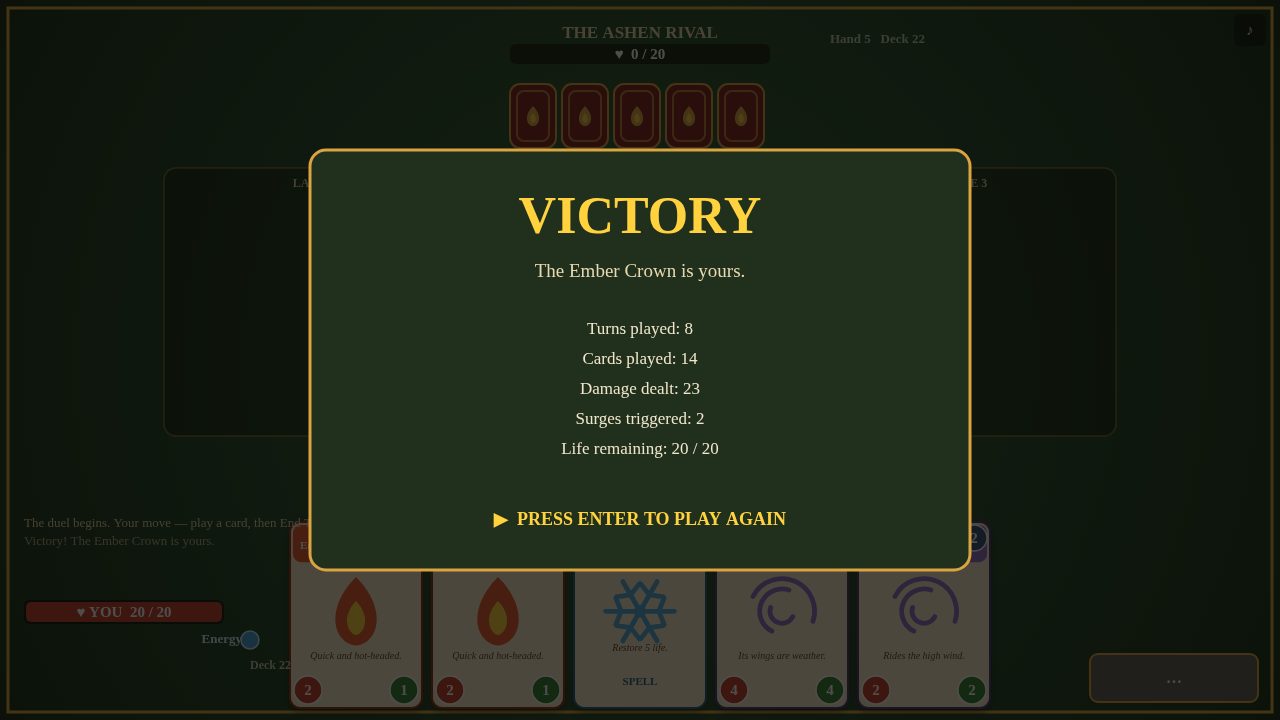 THE ASHEN RIVAL
Hand 5 Deck 22
♪
♥ 0 / 20
LA
E 3
VICTORY
The Ember Crown is yours.
Turns played: 8
Cards played: 14
Damage dealt: 23
Surges triggered: 2
Life remaining: 20 / 20
▶ PRESS ENTER TO PLAY AGAIN
The duel begins. Your move — play a card, then End
Victory! The Ember Crown is yours.
♥ YOU 20 / 20
Energy
Deck 22
E
2
Quick and hot-headed.
2 1
Quick and hot-headed.
2 1
Restore 5 life.
SPELL
Its wings are weather.
4 4
Rides the high wind.
2 2
...